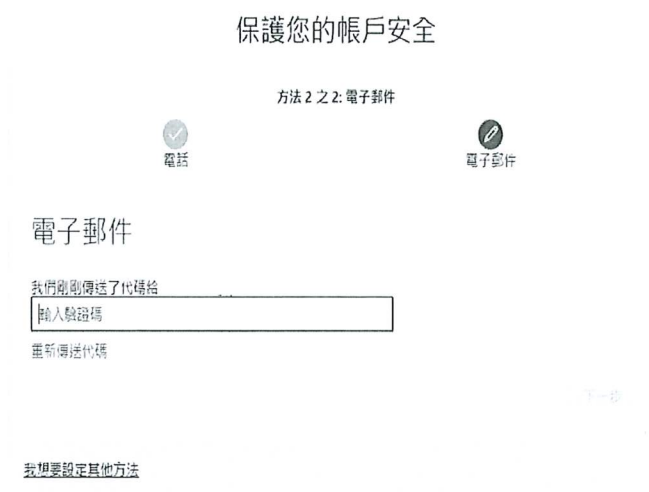 保護您的帳戶安全
方法 2 之 2: 電子郵件
電話
電子郵件
電子郵件
我們剛剛傳送了代碼給
輸入驗證碼
重新傳送代碼
下一步
我想要設定其他方法